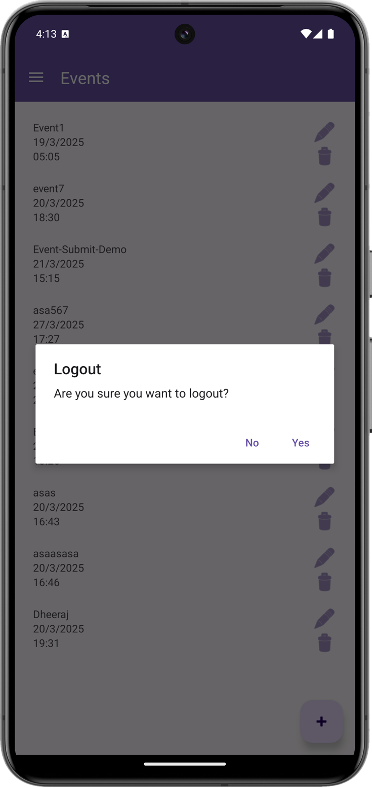 4:13
Events
Event1
19/3/2025
05:05
event7
20/3/2025
18:30
Event-Submit-Demo
21/3/2025
15:15
asa567
27/3/2025
17:27
Logout
Are you sure you want to logout?
No Yes
asas
20/3/2025
16:43
asaasasa
20/3/2025
16:46
Dheeraj
20/3/2025
19:31
+